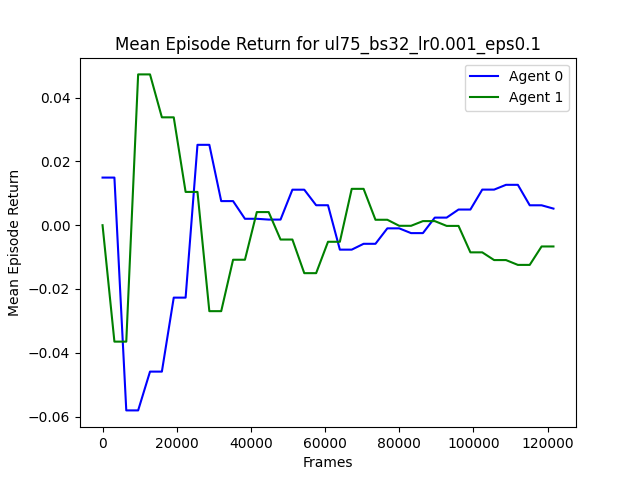 Mean Episode Return for ul75_bs32_lr0.001_eps0.1
Agent 0
Agent 1
Mean Episode Return
0.04
0.02
0.00
−0.02
−0.04
−0.06
0
20000
40000
60000
80000
100000
120000
Frames